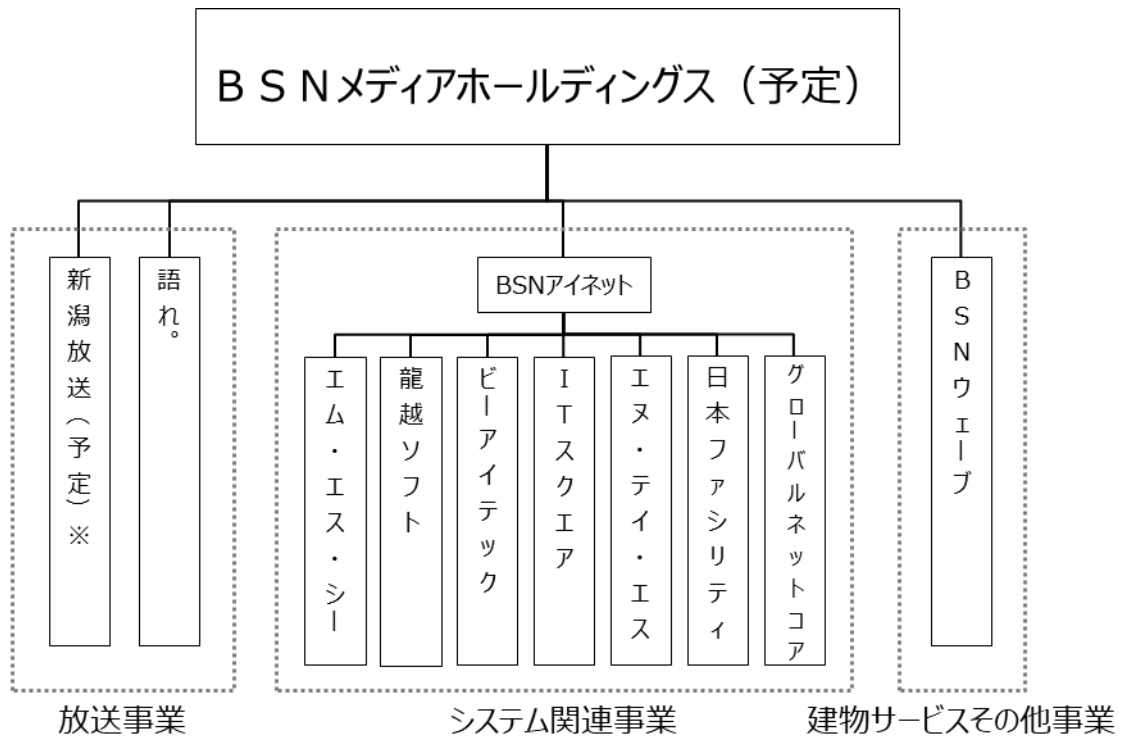 ＢＳＮメディアホールディングス（予定）
新潟放送（予定）※
語れ。
BSNアイネット
エム・エス・シー
龍越ソフト
ビーアイテック
ＩＴスクエア
エヌ・テイ・エス
日本ファシリティ
グローバルネットコア
ＢＳＮウェーブ
放送事業
システム関連事業
建物サービスその他事業